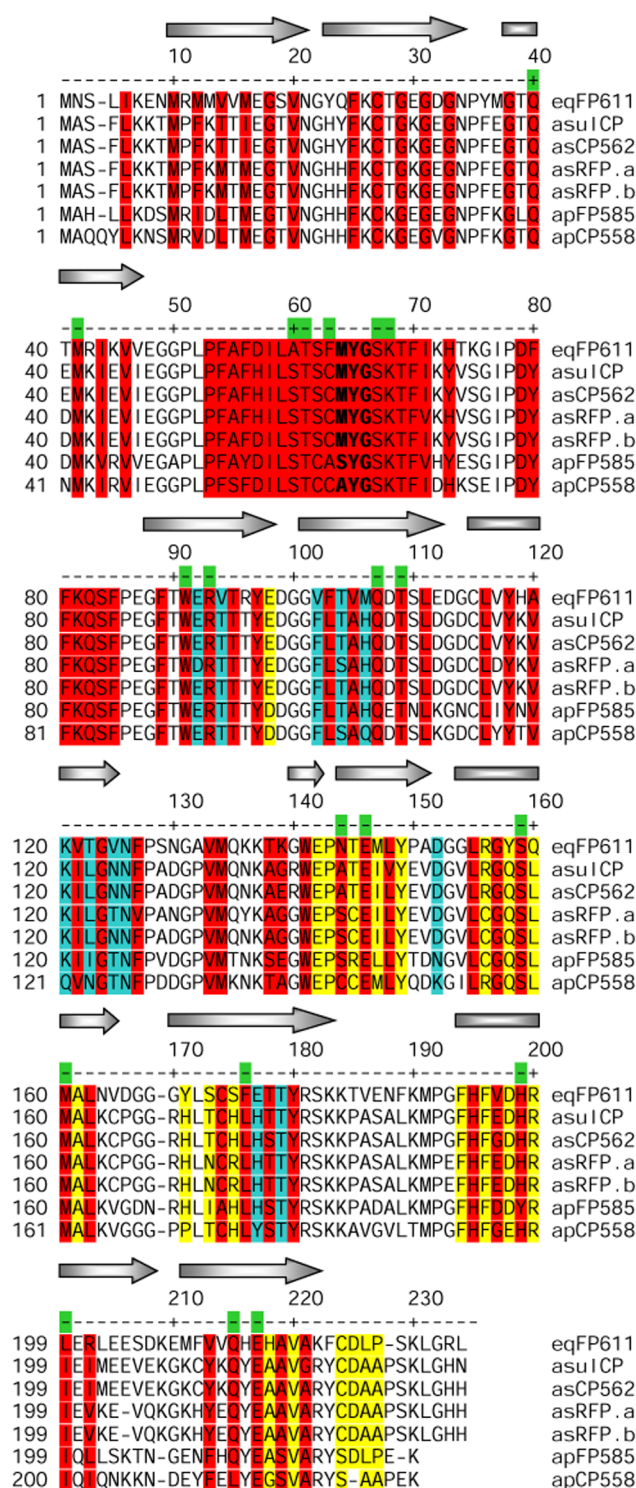 10 20 30 40
---------+---------+---------+---------+
1 MNS-LIKENMRMMVVMEGSVNGYQFKCTGEGDGNPYMGTQ eqFP611
1 MAS-FLKKTMPFKTTIEGTVNGHYFKCTGKGEGNPFEGTQ asulCP
1 MAS-FLKKTMPFKTTIEGTVNGHYFKCTGKGEGNPFEGTQ asCP562
1 MAS-FLKKTMPFKMTMEGTVNGHHFKCTGKGEGNPFEGTQ asRFP.a
1 MAS-FLKKTMPFKMTMEGTVNGHHFKCTGKGEGNPFEGTQ asRFP.b
1 MAH-LLKDSMRIDLTMEGTVNGHHFKCKGEGEGNPFKGLQ apFP585
1 MAQQYLKNSMRVDLTMEGTVNGHHFKCKGEGVGNPFKGTQ apCP558
50 60 70 80
---------+---------+---------+---------+
40 TMRIKVVEGGPLPFAFDILATSFMYGSKTFIKHTKGIPDF eqFP611
40 EMKIEVIEGGPLPFAFHILSTSCMYGSKTFIKYVSGIPDY asulCP
40 EMKIEVIEGGPLPFAFHILSTSCMYGSKTFIKYVSGIPDY asCP562
40 DMKIEVIEGGPLPFAFHILSTSCMYGSKTFVKHVSGIPDY asRFP.a
40 DMKIEVIEGGPLPFAFHILSTSCMYGSKTFIKYVSGIPDY asRFP.b
40 DMKVRVVEGAPLPFAYDILSTCASYGSKTFVHYESGIPDY apFP585
41 NMKIRVIEGGPLPFSFDILSTCCAYGSKTFIDHKSEIPDY apCP558
90 100 110 120
---------+---------+---------+---------+
80 FKQSFPEGFTWERVTRYEDGGVFTVMQDTSLEDGCLVYHA eqFP611
80 FKQSFPEGFTWERTTTYEDGGFLTAHQDTSLDGDCLVYKV asulCP
80 FKQSFPEGFTWERTTTYEDGGFLTAHQDTSLDGDCLVYKV asCP562
80 FKQSFPEGFTWDRTTTYEDGGFLSAHQDTSLDGDCLDYKV asRFP.a
80 FKQSFPEGFTWERTTTYEDGGFLTAHQDTSLDGDCLVYKV asRFP.b
80 FKQSFPEGFTWERTTTYDDGGFLTAHQETNLKGNCLIYNV apFP585
81 FKQSFPEGFTWERTTTYDDGGFLSAQQDTSLKGDCLYYTV apCP558
130 140 150 160
---------+---------+---------+---------+
120 KVTGVNFPSNGAVMQKKTKGWEPNTEMLYPADGGLRGYSQ eqFP611
120 KILGNNFPADGPVMQNKAGRWEPATEIVYEVDGVLRGQSL asulCP
120 KILGNNFPADGPVMQNKAERWEPATEILYEVDGVLRGQSL asCP562
120 KILGTNVPANGPVMQYKAGGWEPSCEILYEVDGVLCGQSL asRFP.a
120 KILGNNFPADGPVMQNKAGGWEPSCEILYEVDGVLCGQSL asRFP.b
120 KIIGTNFPVDGPVMTNKSEGWEPSRELLYTDNGVLCGQSL apFP585
121 QVNGTNFPDDGPVMKNKTAGWEPCCEMLYQDKGILRGQSL apCP558
170 180 190 200
---------+---------+---------+---------+
160 MALNVDGG-GYLSCSFETTYRSKKTVENFKMPGFHFVDHR eqFP611
160 MALKCPGG-RHLTCHLHTTYRSKKPASALKMPGFHFEDHR asulCP
160 MALKCPGG-RHLTCHLHSTYRSKKPASALKMPGFHFGDHR asCP562
160 MALKCPGG-RHLNCRLHTTYRSKKPASALKMPEFHFEDHR asRFP.a
160 MALKCPGG-RHLTCHLHTTYRSKKPASALKMPGFHFEDHR asRFP.b
160 MALKVGDN-RHLIAHLHSTYRSKKPADALKMPGFHFDDYR apFP585
161 MALKVGGG-PPLTCHLYSTYRSKKAVGVLTMPGFHFGEHR apCP558
210 220 230
---------+---------+---------+-----
199 LERLEESDKEMFVVQHEHAVAKFCDLP-SKLGRL eqFP611
199 IEIMEEVEKGKCYKQYEAAVGRYCDAAPSKLGHN asulCP
199 IEIMEEVEKGKCYKQYEAAVARYCDAAPSKLGHH asCP562
199 IEVKE-VQKGKHYEQYEAAVARYCDAAPSKLGHH asRFP.a
199 IEVKE-VQKGKHYEQYEAAVARYCDAAPSKLGHH asRFP.b
199 IQLLSKTN-GENFHQYEASVARYSDLPE-K apFP585
200 IQIQNKKN-DEYFELYEGSVARYS-AAPEK apCP558